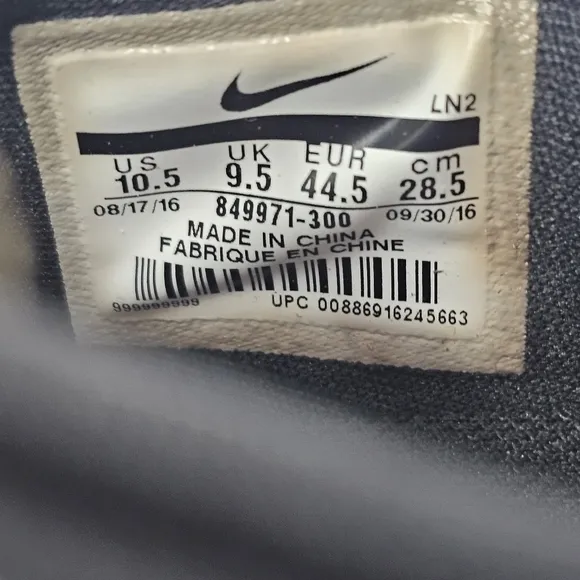 LN2
US UK EUR cm
10.5 9.5 44.5 28.5
08/17/16 849971-300 09/30/16
MADE IN CHINA
FABRIQUE EN CHINE
999999999 UPC 00886916245663